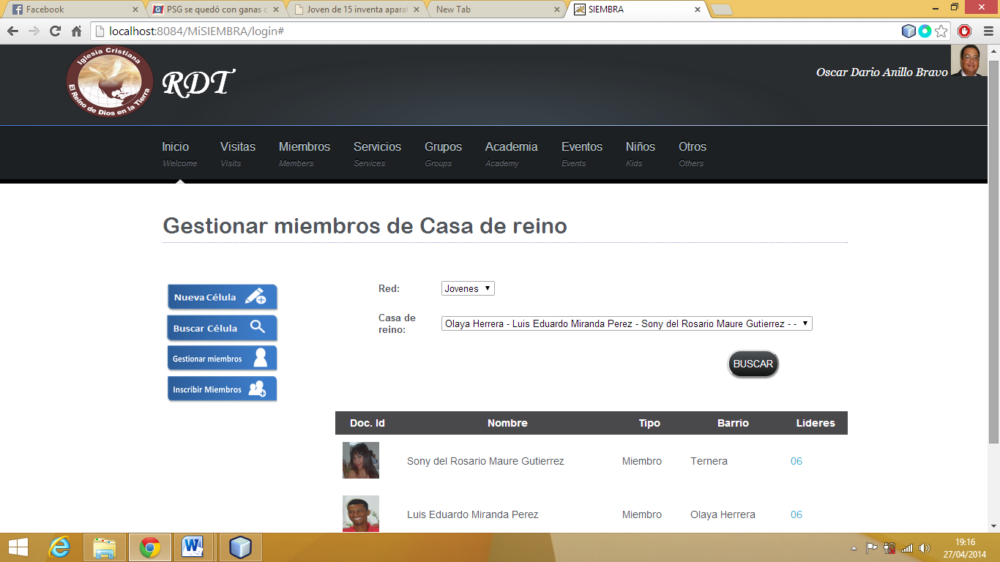 Facebook
PSG se quedó con ganas d
Joven de 15 inventa aparat
New Tab
SIEMBRA
localhost:8084/MiSIEMBRA/login#
Iglesia Cristiana
El Reino de Dios en la Tierra
RDT
Oscar Dario Anillo Bravo
Inicio Visitas Miembros Servicios Grupos Academia Eventos Niños Otros
Welcome Visits Members Services Groups Academy Events Kids Others
Gestionar miembros de Casa de reino
Nueva Célula
Buscar Célula
Gestionar miembros
Inscribir Miembros
Red: Jovenes
Casa de
reino:
Olaya Herrera - Luis Eduardo Miranda Perez - Sony del Rosario Maure Gutierrez - -
BUSCAR
Doc. Id Nombre Tipo Barrio Lideres
Sony del Rosario Maure Gutierrez Miembro Ternera 06
Luis Eduardo Miranda Perez Miembro Olaya Herrera 06
19:16
27/04/2014